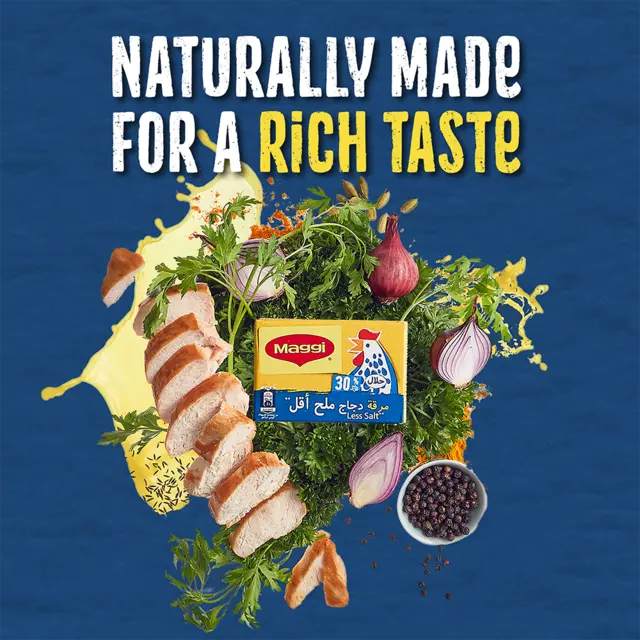 NATURALLY MADE
FOR A RICH TASTE
Maggi
30%
حلال
مرقة دجاج ملح أقل**
Less Salt**